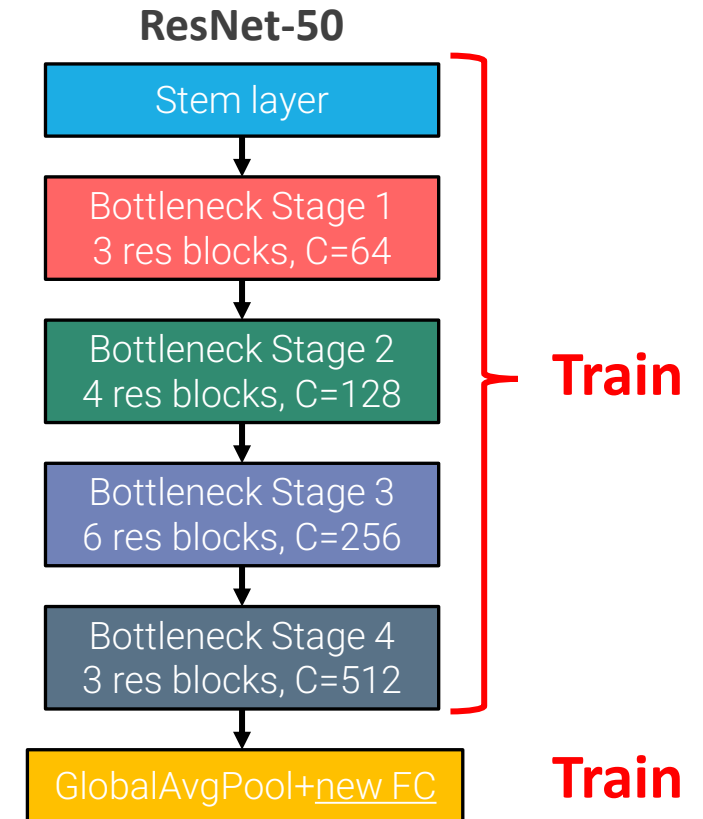 ResNet-50
Stem layer
Bottleneck Stage 1
3 res blocks, C=64
Bottleneck Stage 2
4 res blocks, C=128
Train
Bottleneck Stage 3
6 res blocks, C=256
Bottleneck Stage 4
3 res blocks, C=512
GlobalAvgPool+new FC
Train